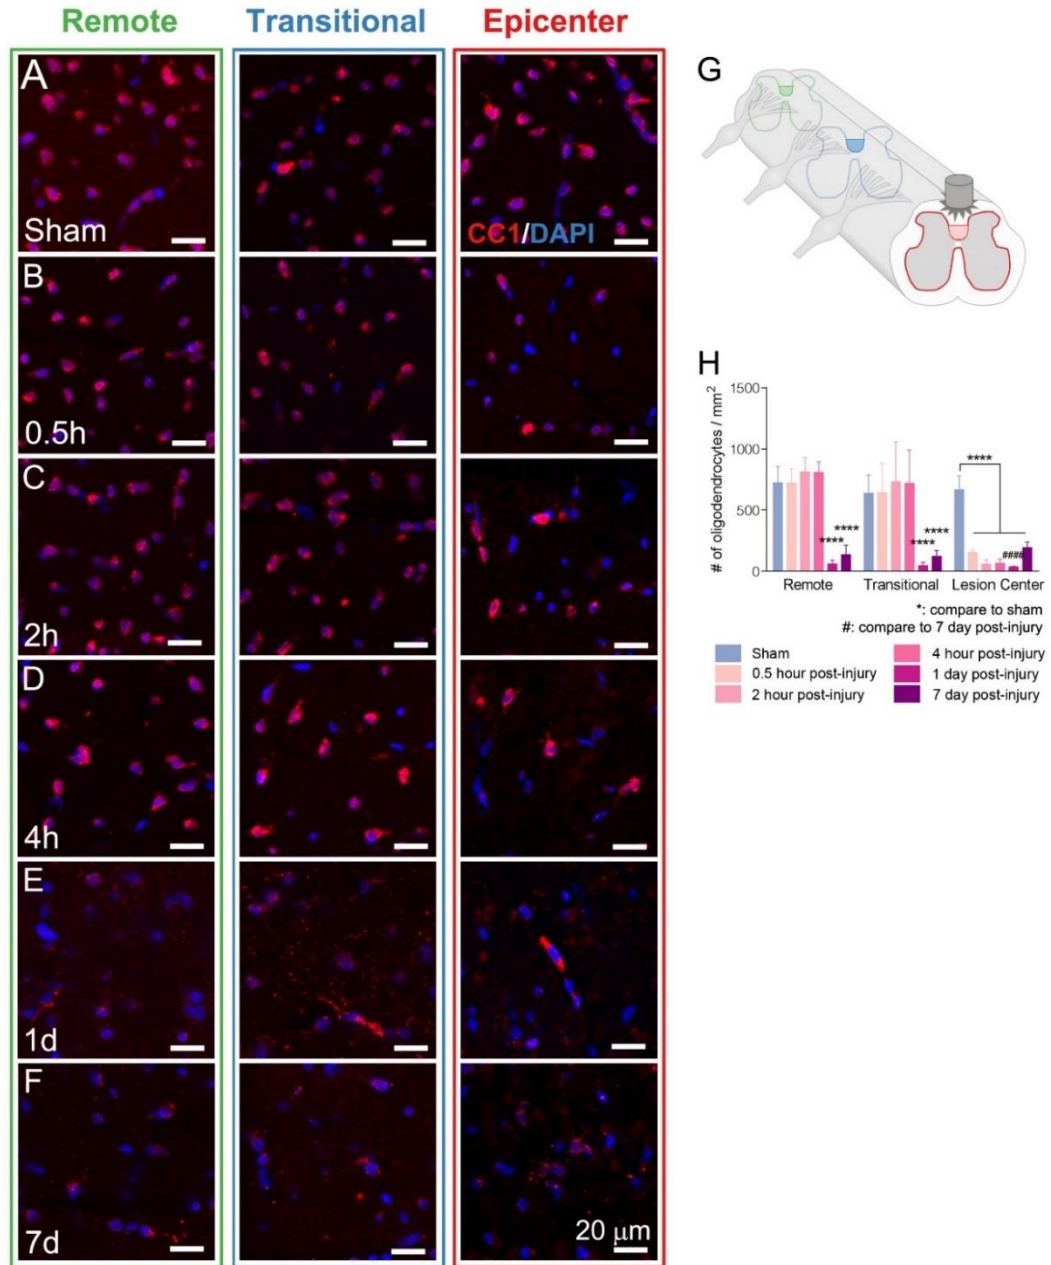 Remote Transitional Epicenter
A
Sham
CC1/DAPI
B
0.5h
C
2h
D
4h
E
1d
F
7d
20 μm
G
H
# of oligodendrocytes / mm²
1500
1000
500
0
****
****
****
****
****
####
Remote Transitional Lesion Center
*: compare to sham
#: compare to 7 day post-injury
Sham
0.5 hour post-injury
2 hour post-injury
4 hour post-injury
1 day post-injury
7 day post-injury